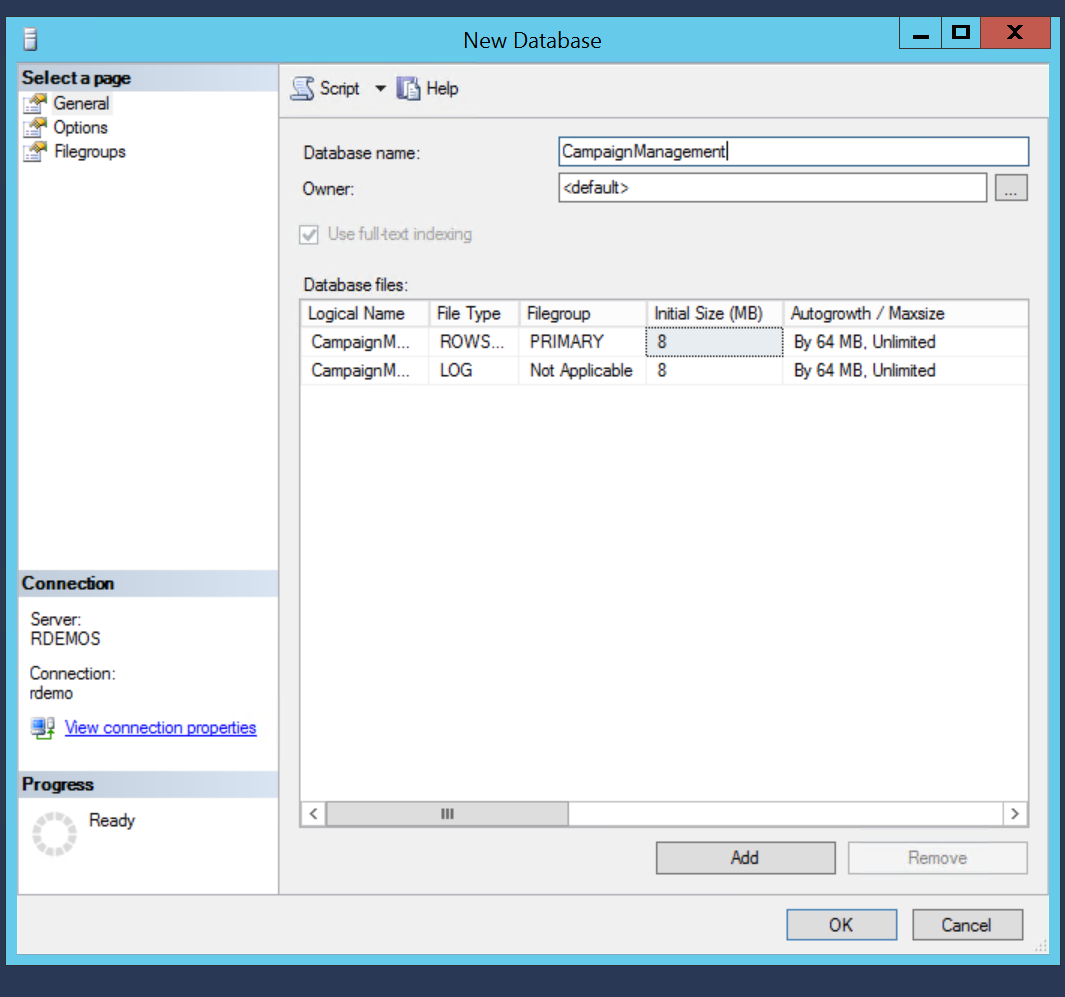 New Database
Select a page
General
Options
Filegroups
Script Help
Database name: CampaignManagement
Owner: <default> ...
Use full-text indexing
Database files:
Logical Name File Type Filegroup Initial Size (MB) Autogrowth / Maxsize
CampaignM... ROWS... PRIMARY 8 By 64 MB, Unlimited
CampaignM... LOG Not Applicable 8 By 64 MB, Unlimited
Connection
Server:
RDEMOS
Connection:
rdemo
View connection properties
Progress
Ready
Add Remove
OK Cancel